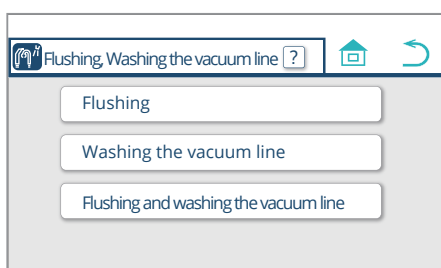 Flushing, Washing the vacuum line ?
Flushing
Washing the vacuum line
Flushing and washing the vacuum line